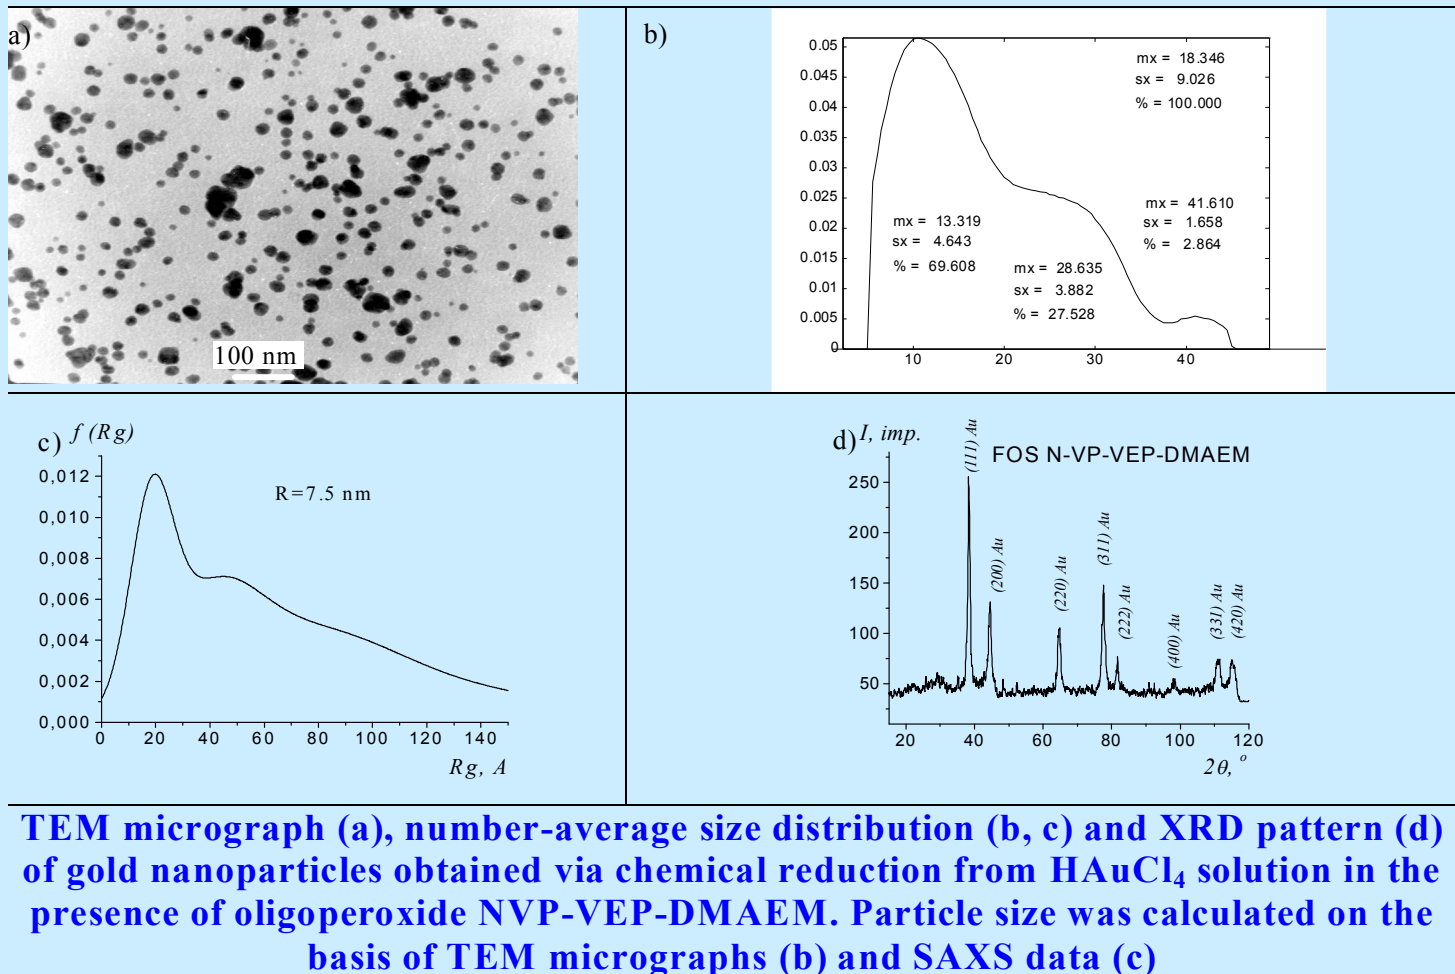 a)
100 nm
b)
0.05
0.045
0.04
0.035
0.03
0.025
0.02
0.015
0.01
0.005
0
10 20 30 40
mx = 18.346
sx = 9.026
% = 100.000
mx = 13.319
sx = 4.643
% = 69.608
mx = 28.635
sx = 3.882
% = 27.528
mx = 41.610
sx = 1.658
% = 2.864
c) f (Rg)
0,012
0,010
0,008
0,006
0,004
0,002
0,000
0 20 40 60 80 100 120 140
Rg, A
R=7.5 nm
d) I, imp.
FOS N-VP-VEP-DMAEM
250
200
150
100
50
20 40 60 80 100 120
2θ, °
(111) Au
(200) Au
(220) Au
(311) Au
(222) Au
(400) Au
(331) Au
(420) Au
TEM micrograph (a), number-average size distribution (b, c) and XRD pattern (d)
of gold nanoparticles obtained via chemical reduction from HAuCl₄ solution in the
presence of oligoperoxide NVP-VEP-DMAEM. Particle size was calculated on the
basis of TEM micrographs (b) and SAXS data (c)